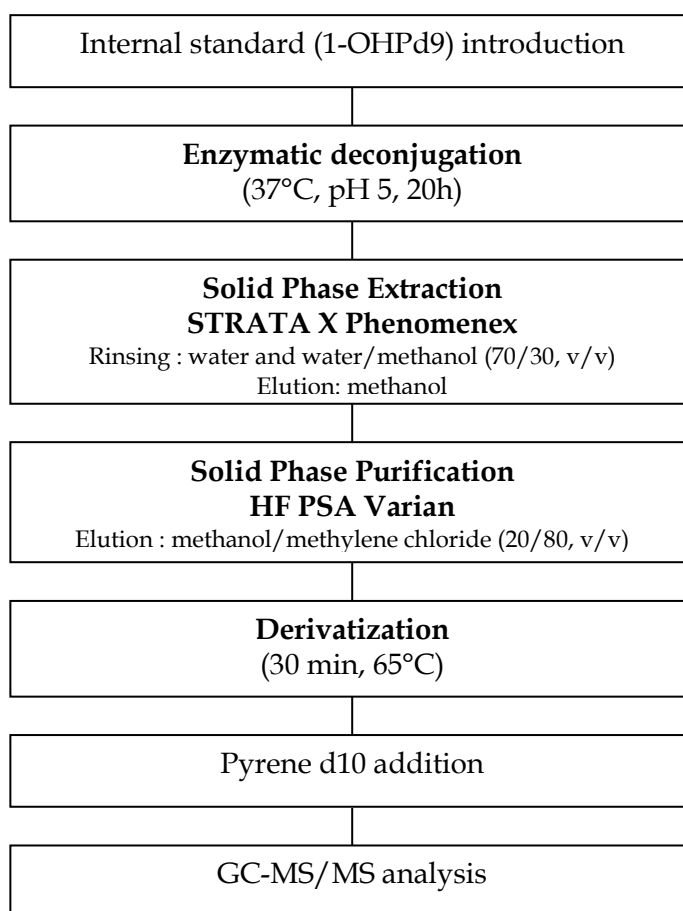 Internal standard (1-OHPd9) introduction
Enzymatic deconjugation
(37°C, pH 5, 20h)
Solid Phase Extraction
STRATA X Phenomenex
Rinsing : water and water/methanol (70/30, v/v)
Elution: methanol
Solid Phase Purification
HF PSA Varian
Elution : methanol/methylene chloride (20/80, v/v)
Derivatization
(30 min, 65°C)
Pyrene d10 addition
GC-MS/MS analysis